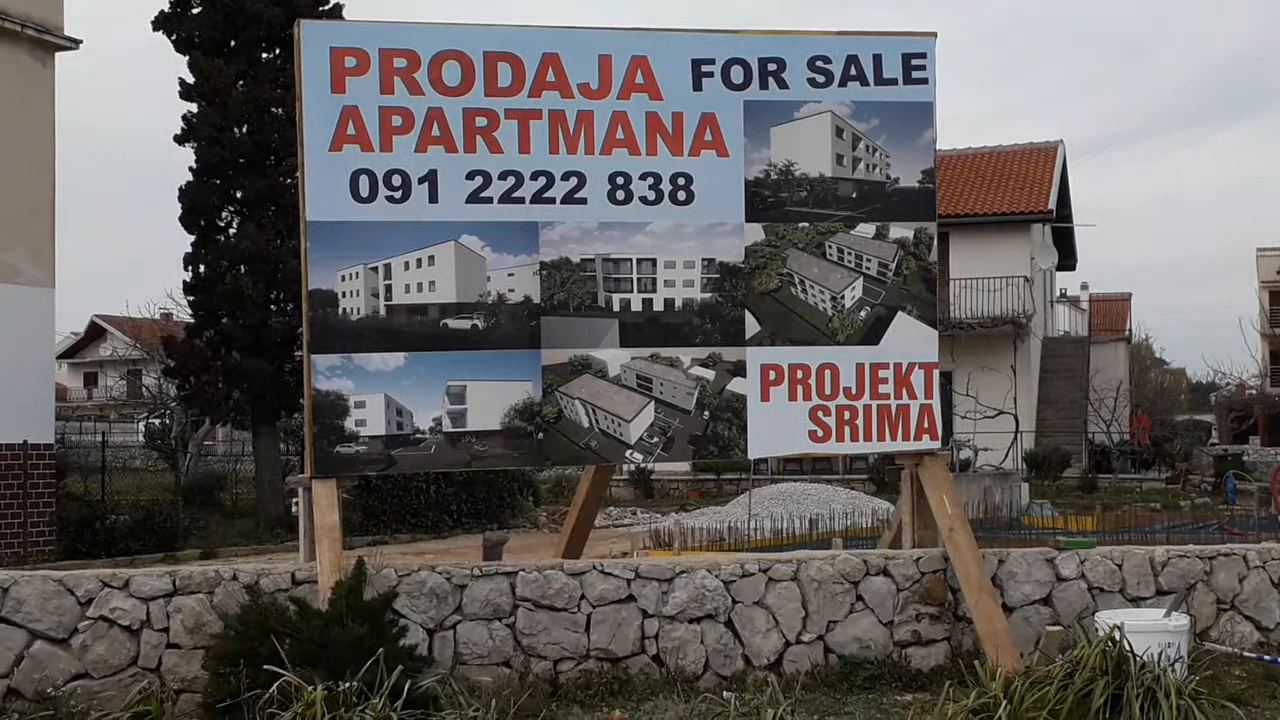 PRODAJA FOR SALE
APARTMANA
091 2222 838
PROJEKT
SRIMA